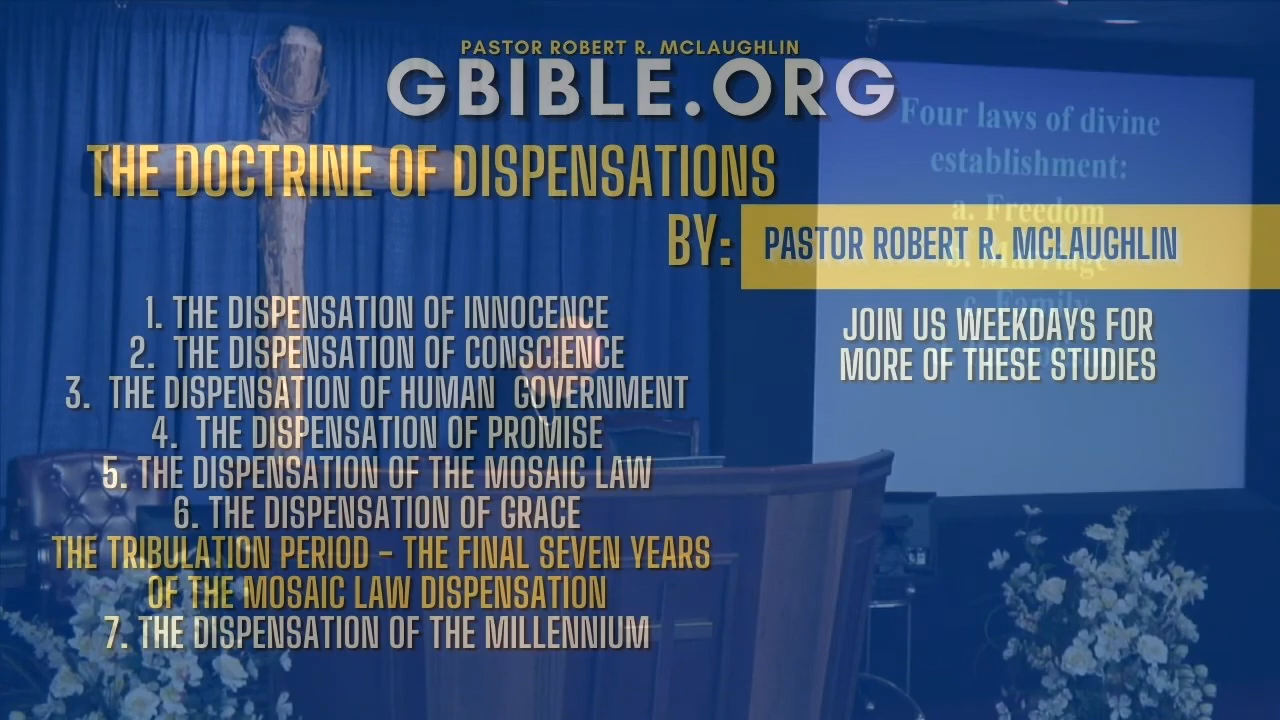 PASTOR ROBERT R. MCLAUGHLIN
GBIBLE.ORG
THE DOCTRINE OF DISPENSATIONS
BY: PASTOR ROBERT R. MCLAUGHLIN
1. THE DISPENSATION OF INNOCENCE
2. THE DISPENSATION OF CONSCIENCE
3. THE DISPENSATION OF HUMAN GOVERNMENT
4. THE DISPENSATION OF PROMISE
5. THE DISPENSATION OF THE MOSAIC LAW
6. THE DISPENSATION OF GRACE
THE TRIBULATION PERIOD - THE FINAL SEVEN YEARS
OF THE MOSAIC LAW DISPENSATION
7. THE DISPENSATION OF THE MILLENNIUM
JOIN US WEEKDAYS FOR
MORE OF THESE STUDIES
Four laws of divine
establishment:
a. Freedom
b. Marriage
c. Family